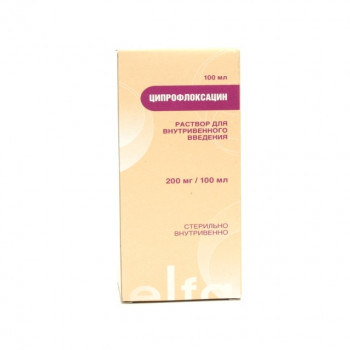 100 мл
ЦИПРОФЛОКСАЦИН
РАСТВОР ДЛЯ
ВНУТРИВЕННОГО
ВВЕДЕНИЯ
200 мг / 100 мл
СТЕРИЛЬНО
ВНУТРИВЕННО
elfa